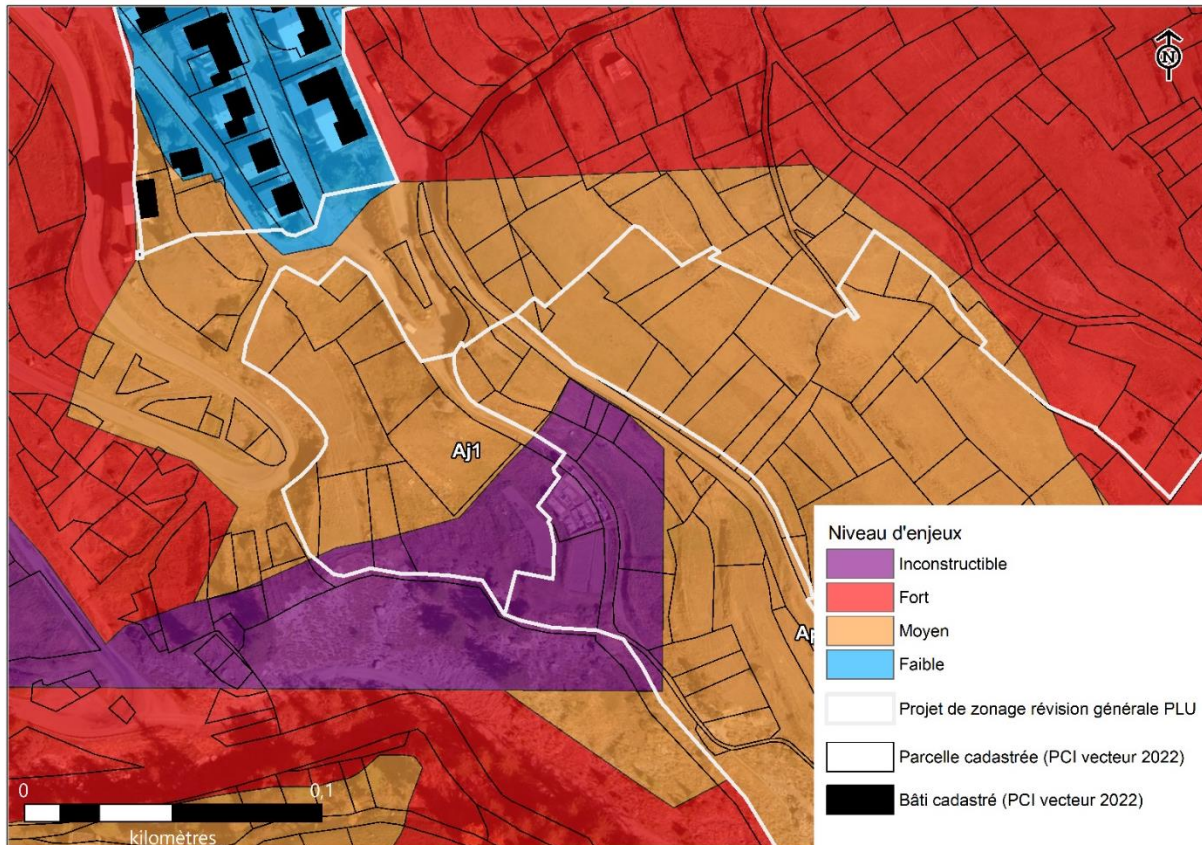 N
Aj1
Niveau d'enjeux
Inconstructible
Fort
Moyen
Faible
Projet de zonage révision générale PLU
Parcelle cadastrée (PCI vecteur 2022)
Bâti cadastré (PCI vecteur 2022)
0 0,1
kilomètres